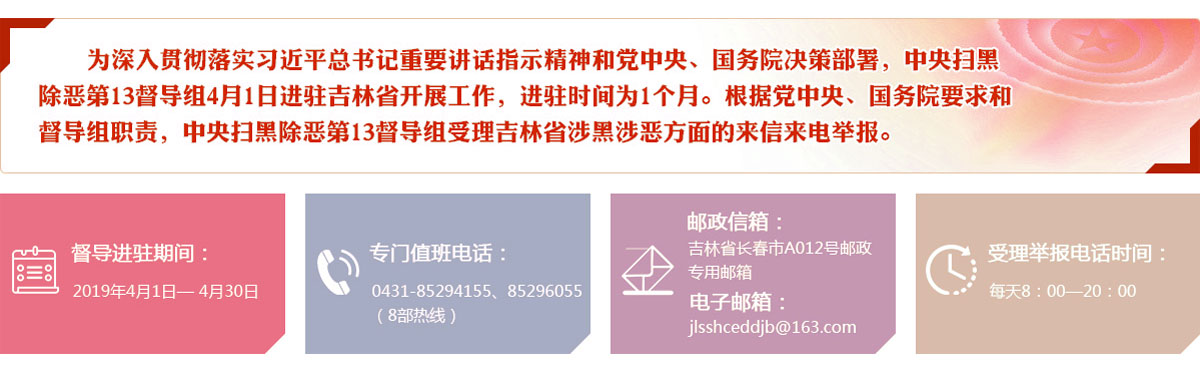 为深入贯彻落实习近平总书记重要讲话指示精神和党中央、国务院决策部署，中央扫黑
除恶第13督导组4月1日进驻吉林省开展工作，进驻时间为1个月。根据党中央、国务院要求和
督导组职责，中央扫黑除恶第13督导组受理吉林省涉黑涉恶方面的来信来电举报。
督导进驻期间：
2019年4月1日— 4月30日
专门值班电话：
0431-85294155、85296055
（8部热线）
邮政信箱：
吉林省长春市A012号邮政
专用邮箱
电子邮箱：
jlsshceddjb@163.com
受理举报电话时间：
每天8：00—20：00